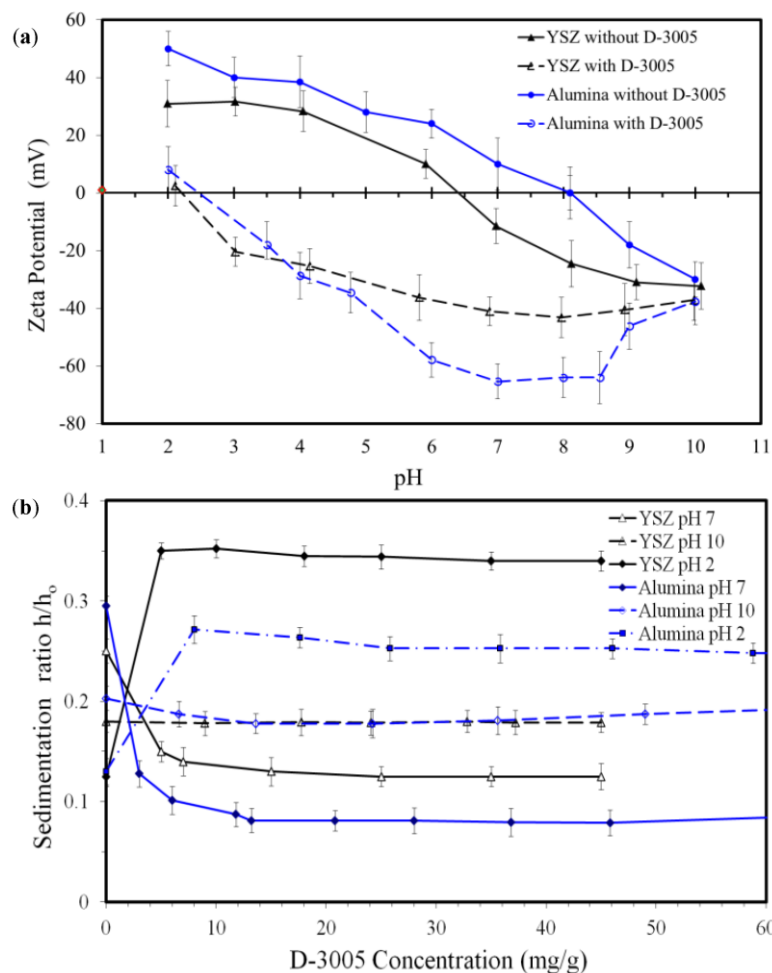 (a)
60
40
20
0
-20
-40
-60
-80
Zeta Potential (mV)
YSZ without D-3005
YSZ with D-3005
Alumina without D-3005
Alumina with D-3005
1 2 3 4 5 6 7 8 9 10 11
pH
(b)
0.4
0.3
0.2
0.1
0
Sedimentation ratio h/ho
YSZ pH 7
YSZ pH 10
YSZ pH 2
Alumina pH 7
Alumina pH 10
Alumina pH 2
0 10 20 30 40 50 60
D-3005 Concentration (mg/g)